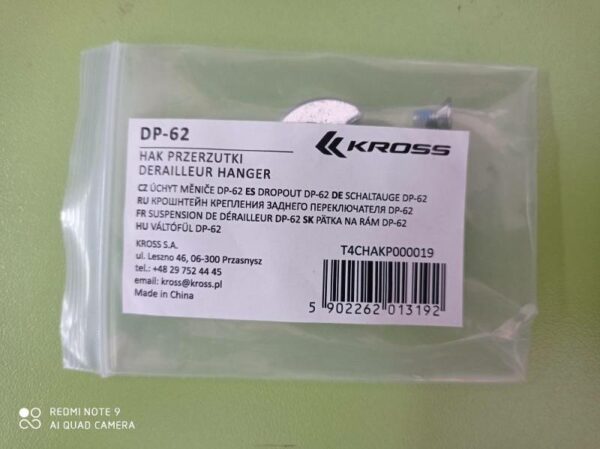 DP-62
KROSS
HAK PRZERZUTKI
DERAILLEUR HANGER
CZ ÚCHYT MĚNIČE DP-62 ES DROPOUT DP-62 DE SCHALTAUGE DP-62
RU КРОШНТЕЙН КРЕПЛЕНИЯ ЗАДНЕГО ПЕРЕКЛЮЧАТЕЛЯ DP-62
FR SUSPENSION DE DÉRAILLEUR DP-62 SK PÄTKA NA RÁM DP-62
HU VÁLTÓFÜL DP-62
KROSS S.A.
ul. Leszno 46, 06-300 Przasnysz
tel.: +48 29 752 44 45
email: kross@kross.pl
Made in China
T4CHAKP000019
5 902262 013192
REDMI NOTE 9
AI QUAD CAMERA